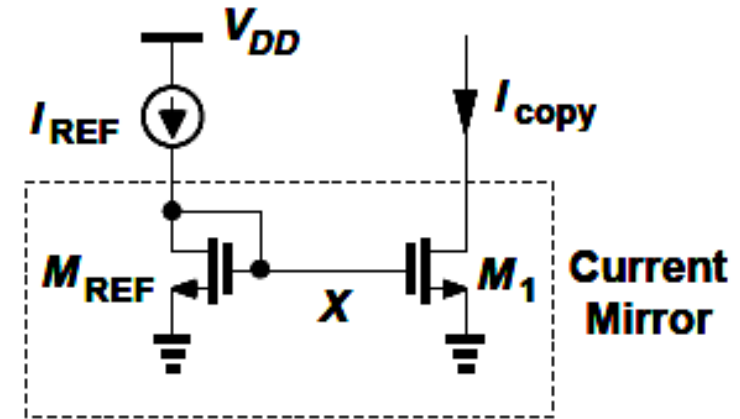 VDD
IREF
Icopy
MREF
X
M1
Current
Mirror